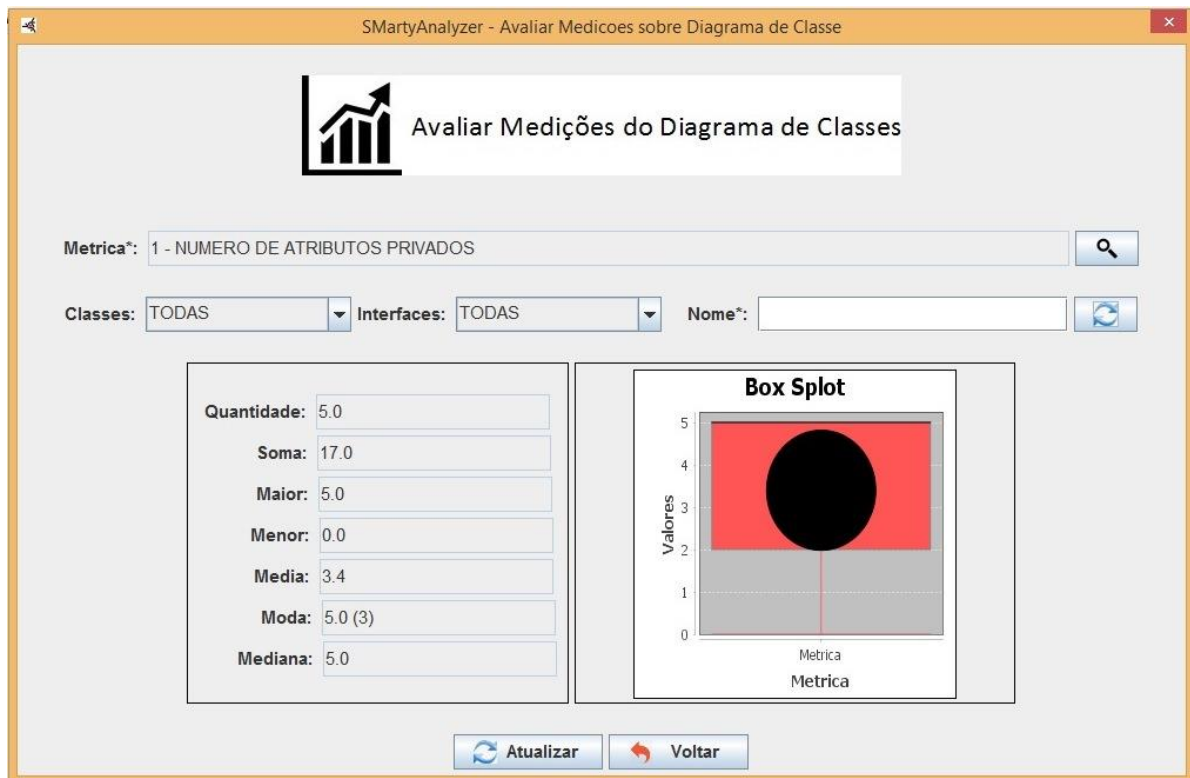 SMartyAnalyzer - Avaliar Medicoes sobre Diagrama de Classe
Avaliar Medições do Diagrama de Classes
Metrica*: 1 - NUMERO DE ATRIBUTOS PRIVADOS
Classes: TODAS Interfaces: TODAS Nome*:
Quantidade: 5.0
Soma: 17.0
Maior: 5.0
Menor: 0.0
Media: 3.4
Moda: 5.0 (3)
Mediana: 5.0
Box Splot
Valores
5
4
3
2
1
0
Metrica
Metrica
Atualizar Voltar